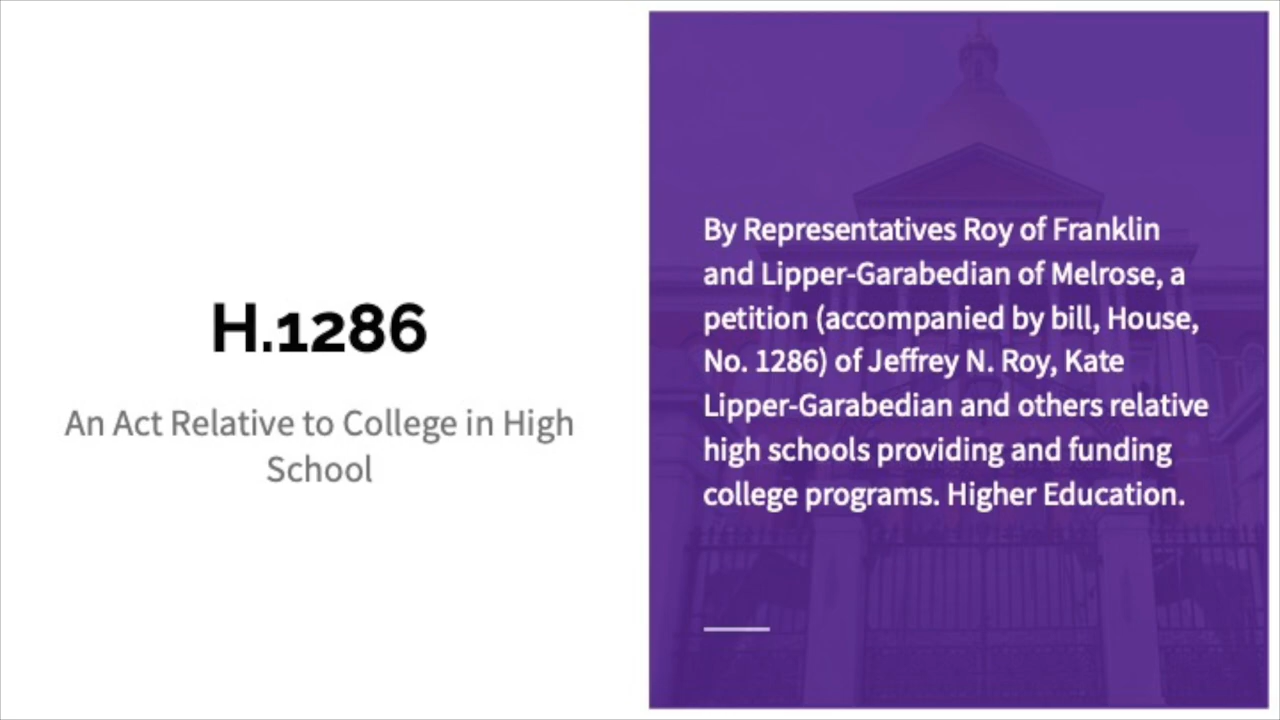 H.1286
An Act Relative to College in High
School
By Representatives Roy of Franklin
and Lipper-Garabedian of Melrose, a
petition (accompanied by bill, House,
No. 1286) of Jeffrey N. Roy, Kate
Lipper-Garabedian and others relative
high schools providing and funding
college programs. Higher Education.